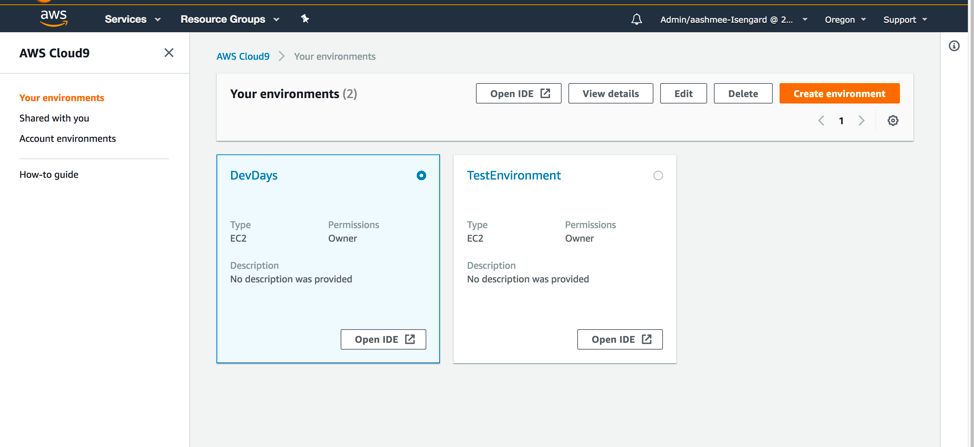 aws Services Resource Groups Admin/aashmee-Isengard @ 2... Oregon Support
AWS Cloud9
AWS Cloud9 Your environments
Your environments
Shared with you
Account environments
How-to guide
Your environments (2)
Open IDE View details Edit Delete Create environment
1
DevDays
Type Permissions
EC2 Owner
Description
No description was provided
Open IDE
TestEnvironment
Type Permissions
EC2 Owner
Description
No description was provided
Open IDE